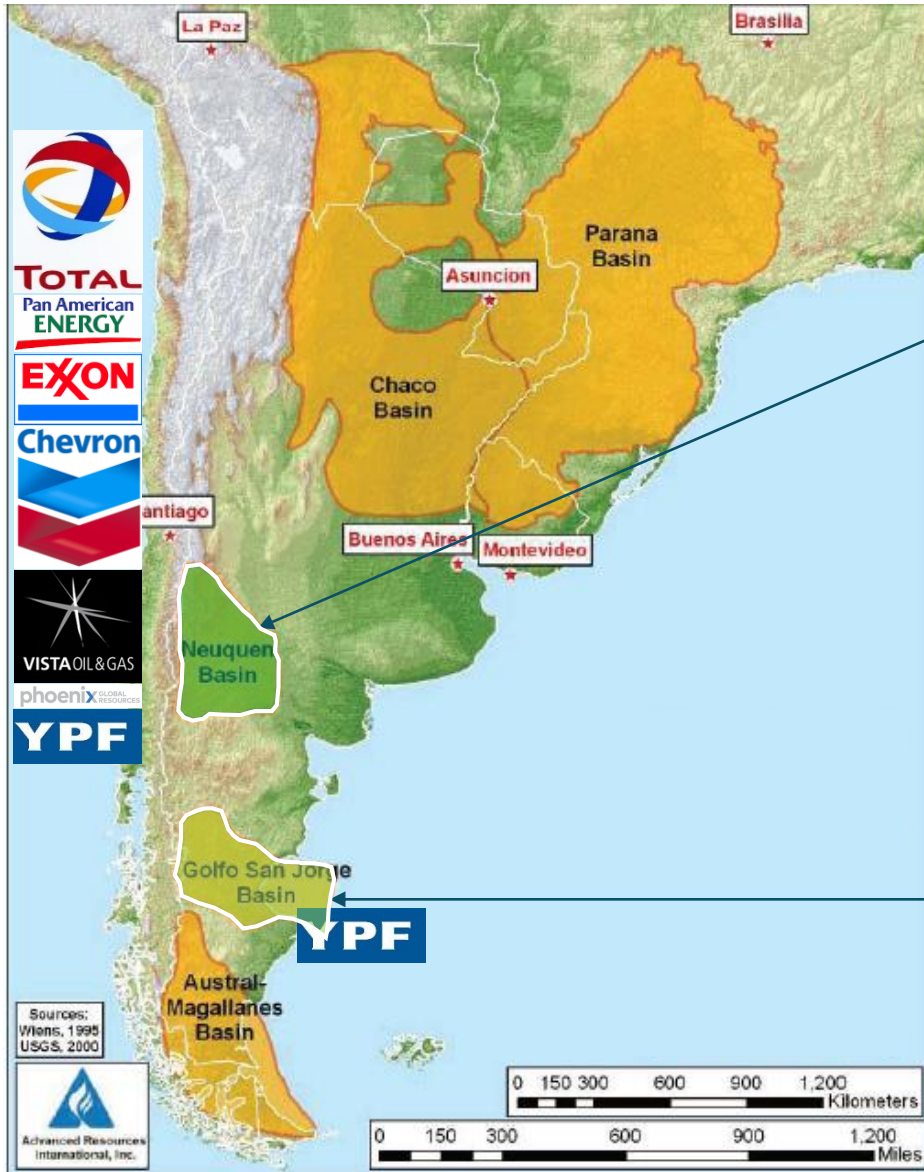 La Paz
Brasilia
TOTAL
Pan American
ENERGY
EXXON
Chevron
Parana
Basin
Asuncion
Chaco
Basin
antiago
Buenos Aires
Montevideo
VISTA OIL & GAS
phoenix GLOBAL
RESOURCES
YPF
Neuquen
Basin
Golfo San Jorge
Basin
YPF
Austral-
Magallanes
Basin
Sources:
Wiens, 1995
USGS, 2000
Advanced Resources
International, Inc.
0 150 300 600 900 1,200
Kilometers
0 150 300 600 900 1,200
Miles